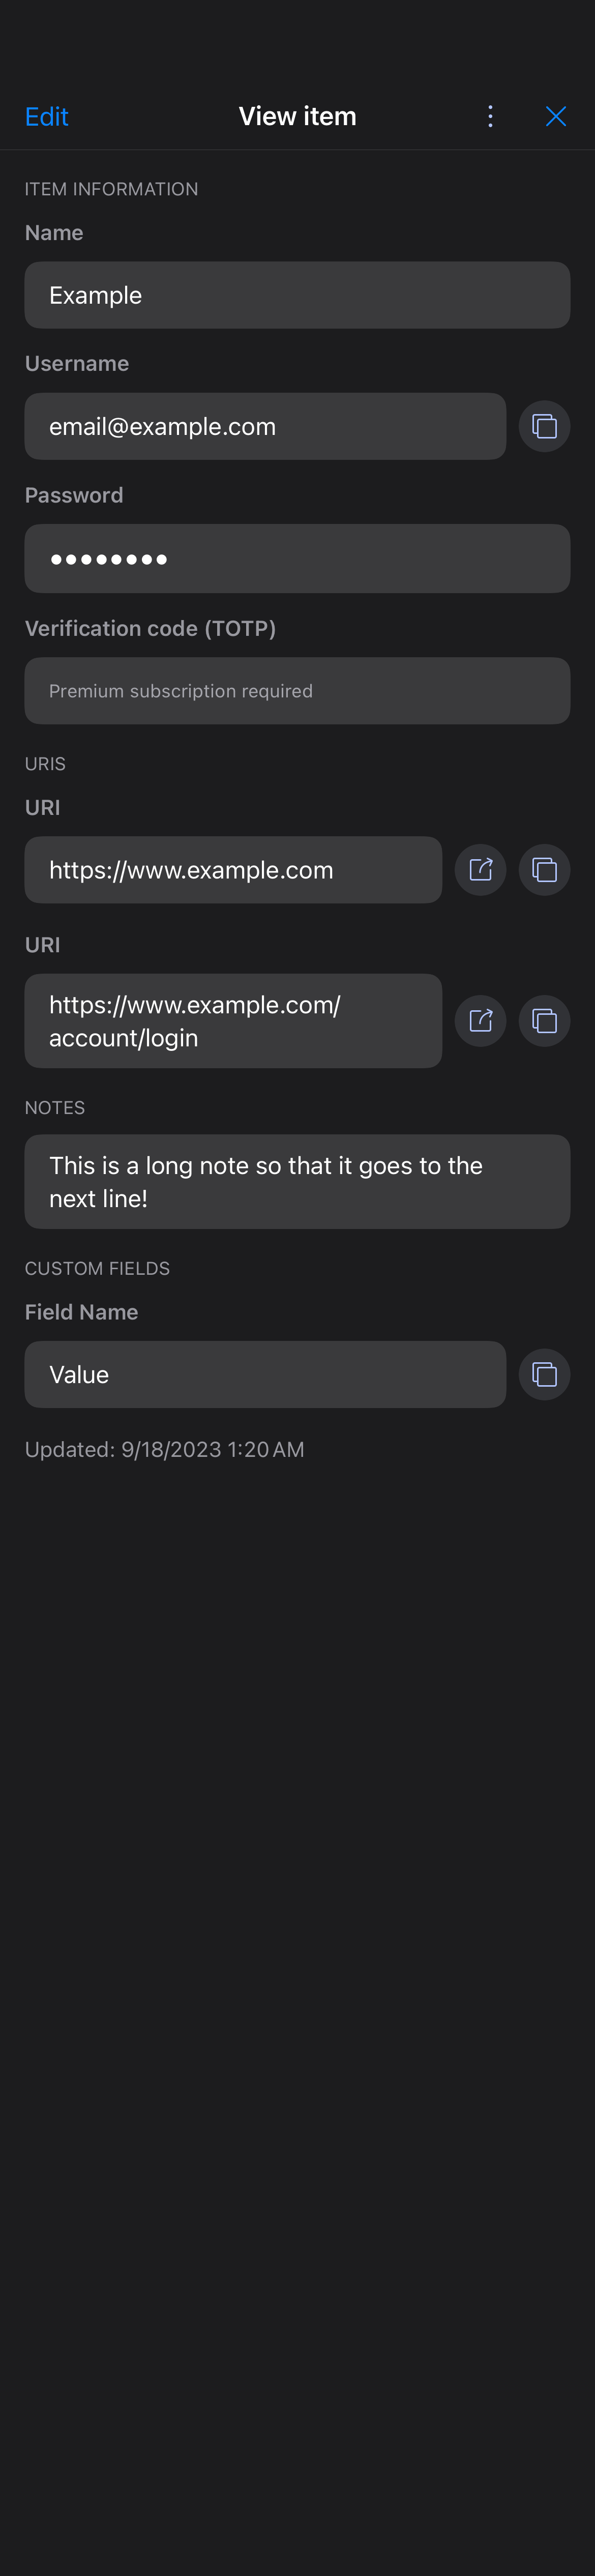 Edit
View item
ITEM INFORMATION
Name
Example
Username
email@example.com
Password
Verification code (TOTP)
Premium subscription required
URIS
URI
https://www.example.com
URI
https://www.example.com/
account/login
NOTES
This is a long note so that it goes to the
next line!
CUSTOM FIELDS
Field Name
Value
Updated: 9/18/2023 1:20 AM